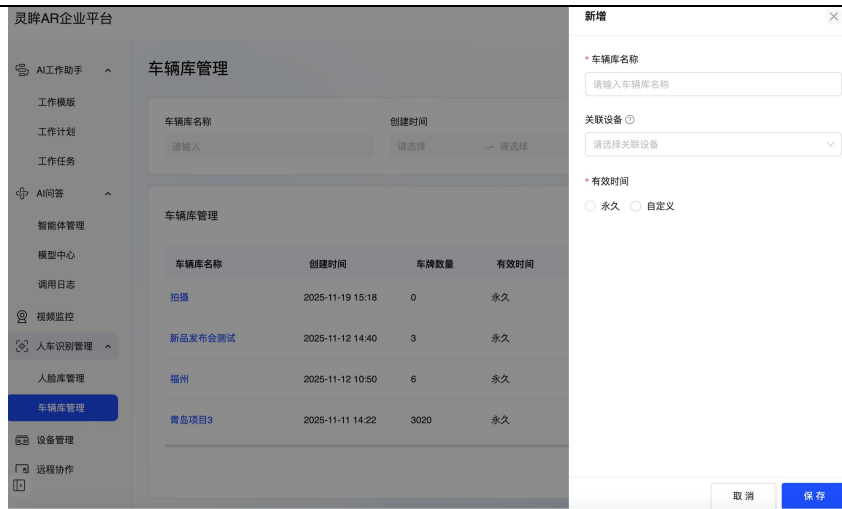 灵眸AR企业平台
AI工作助手
工作模版
工作计划
工作任务
AI问答
智能体管理
模型中心
调用日志
视频监控
人车识别管理
人脸库管理
车辆库管理
设备管理
远程协作
车辆库管理
车辆库名称 创建时间
请输入 请选择 → 请选择
车辆库管理
车辆库名称 创建时间 车牌数量 有效时间
拍摄 2025-11-19 15:18 0 永久
新品发布会测试 2025-11-12 14:40 3 永久
福州 2025-11-12 10:50 6 永久
青岛项目3 2025-11-11 14:22 3020 永久
新增
* 车辆库名称
请输入车辆库名称
关联设备
请选择关联设备
* 有效时间
永久 自定义
取消 保存